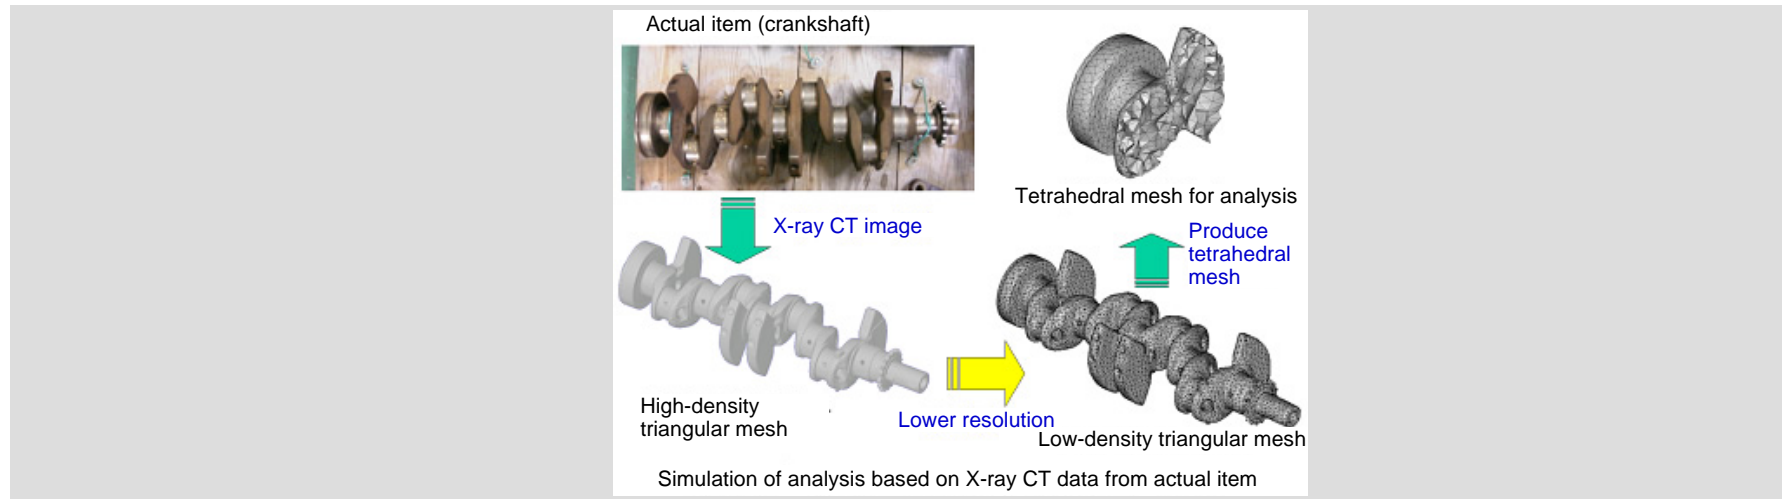 Actual item (crankshaft)
Tetrahedral mesh for analysis
X-ray CT image
Produce
tetrahedral
mesh
High-density
triangular mesh
Lower resolution
Low-density triangular mesh
Simulation of analysis based on X-ray CT data from actual item